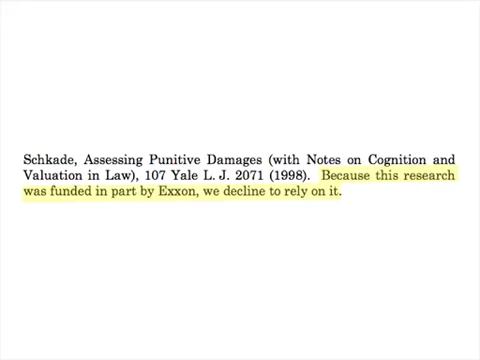 Schkade, Assessing Punitive Damages (with Notes on Cognition and
Valuation in Law), 107 Yale L. J. 2071 (1998).  Because this research
was funded in part by Exxon, we decline to rely on it.